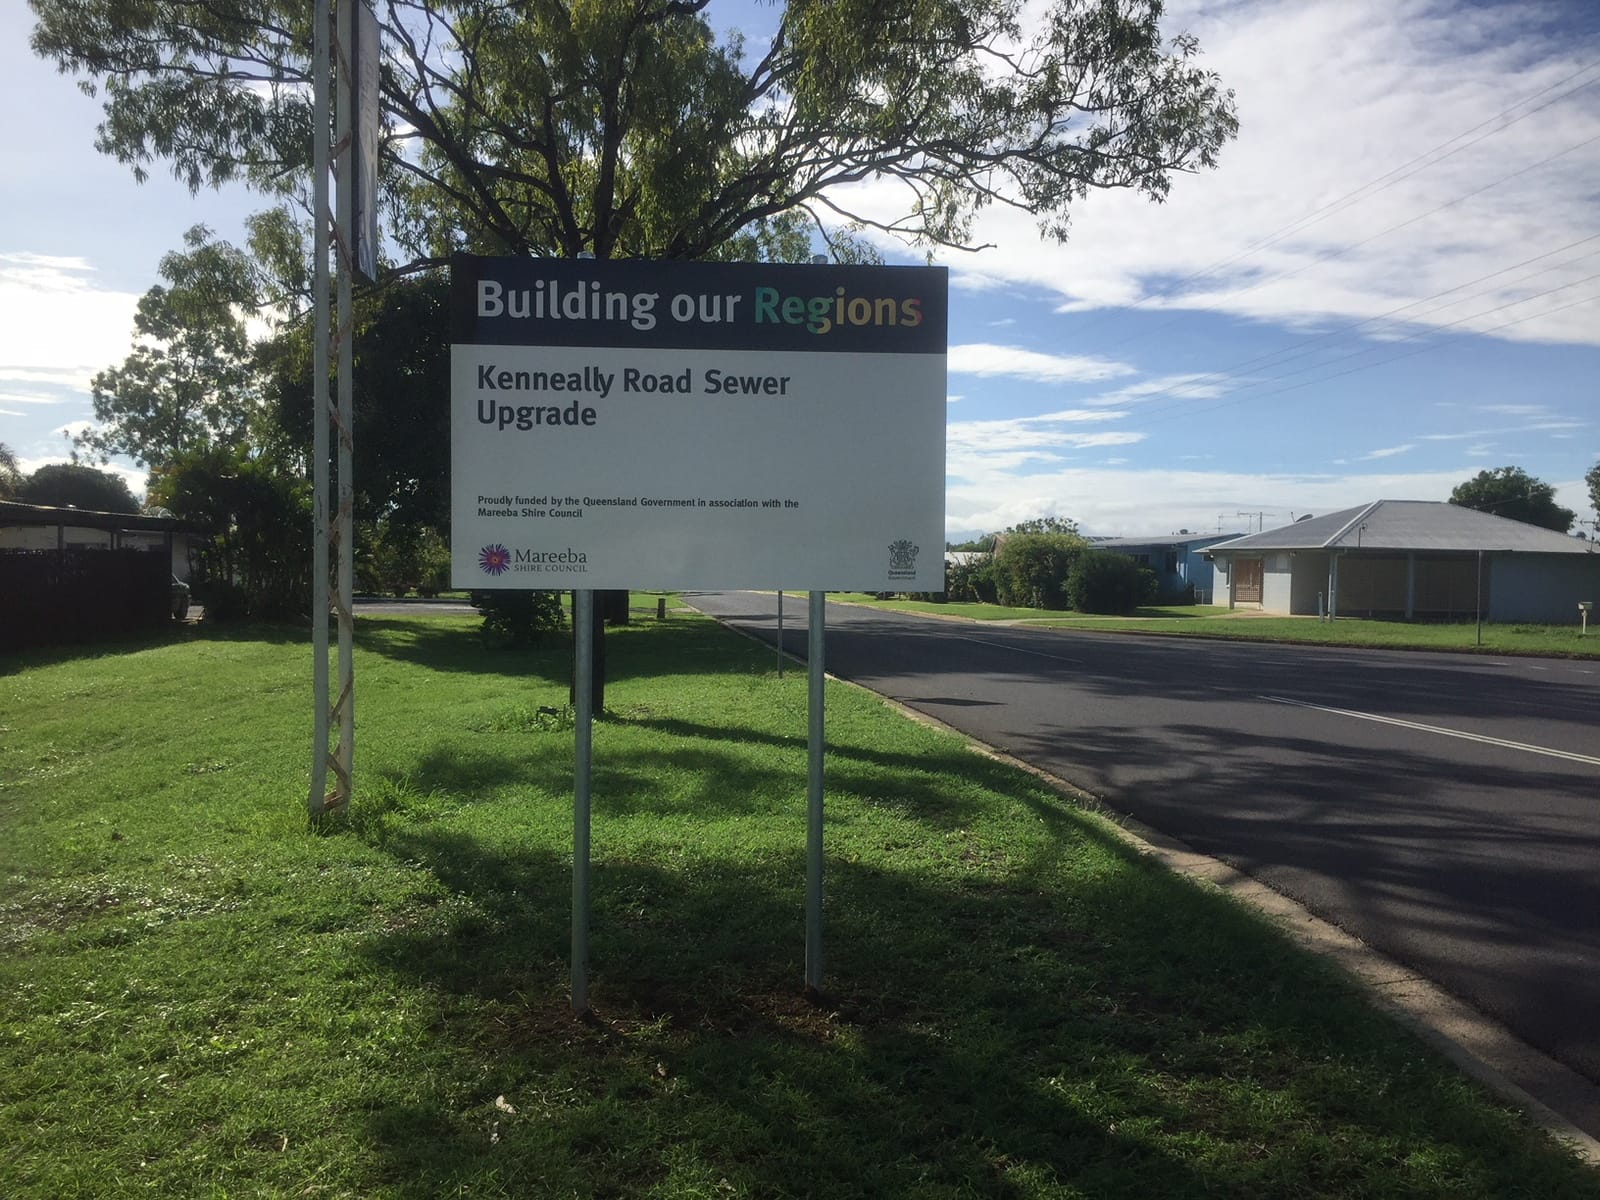 Building our Regions
Kenneally Road Sewer
Upgrade
Proudly funded by the Queensland Government in association with the
Mareeba Shire Council
Mareeba
SHIRE COUNCIL
Queensland
Government